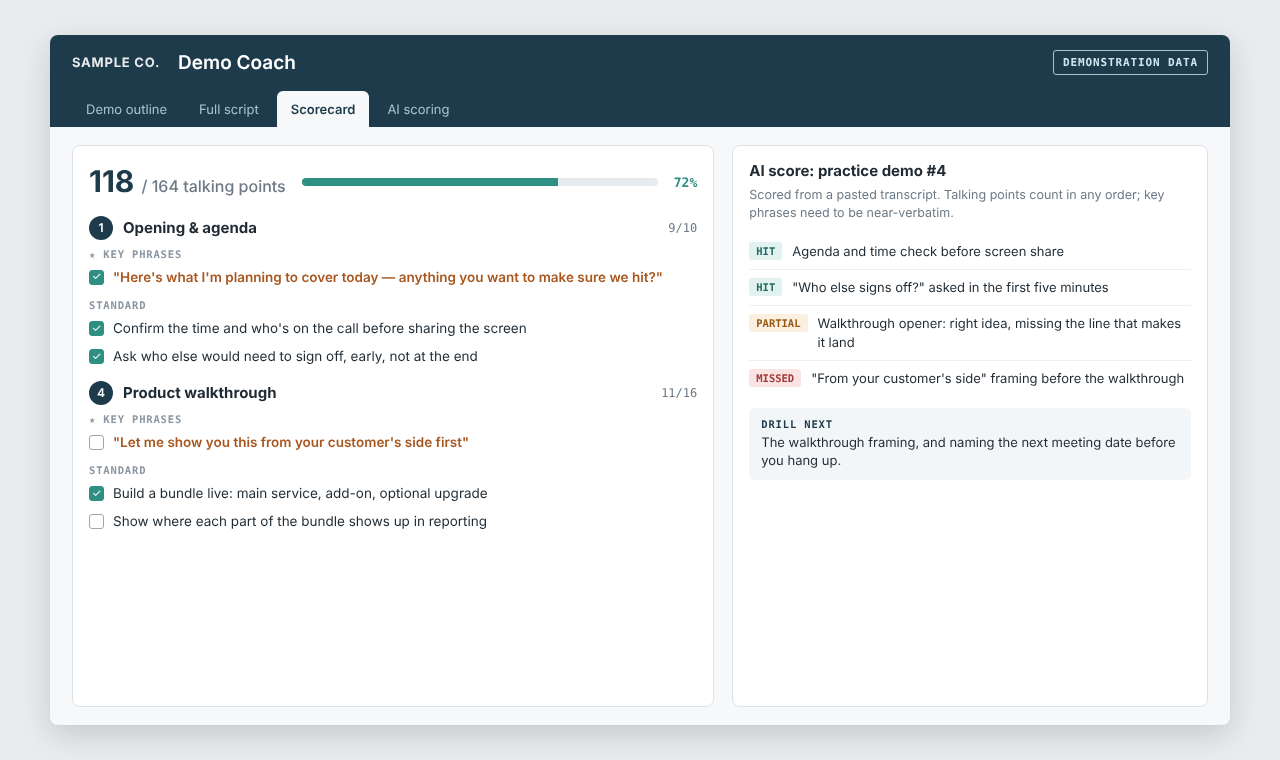 SAMPLE CO. Demo Coach
DEMONSTRATION DATA
Demo outline Full script Scorecard AI scoring
118 / 164 talking points 72%
1 Opening & agenda 9/10
★ KEY PHRASES
"Here's what I'm planning to cover today — anything you want to make sure we hit?"
STANDARD
Confirm the time and who's on the call before sharing the screen
Ask who else would need to sign off, early, not at the end
4 Product walkthrough 11/16
★ KEY PHRASES
"Let me show you this from your customer's side first"
STANDARD
Build a bundle live: main service, add-on, optional upgrade
Show where each part of the bundle shows up in reporting
AI score: practice demo #4
Scored from a pasted transcript. Talking points count in any order; key
phrases need to be near-verbatim.
HIT Agenda and time check before screen share
HIT "Who else signs off?" asked in the first five minutes
PARTIAL Walkthrough opener: right idea, missing the line that makes
it land
MISSED "From your customer's side" framing before the walkthrough
DRILL NEXT
The walkthrough framing, and naming the next meeting date before
you hang up.